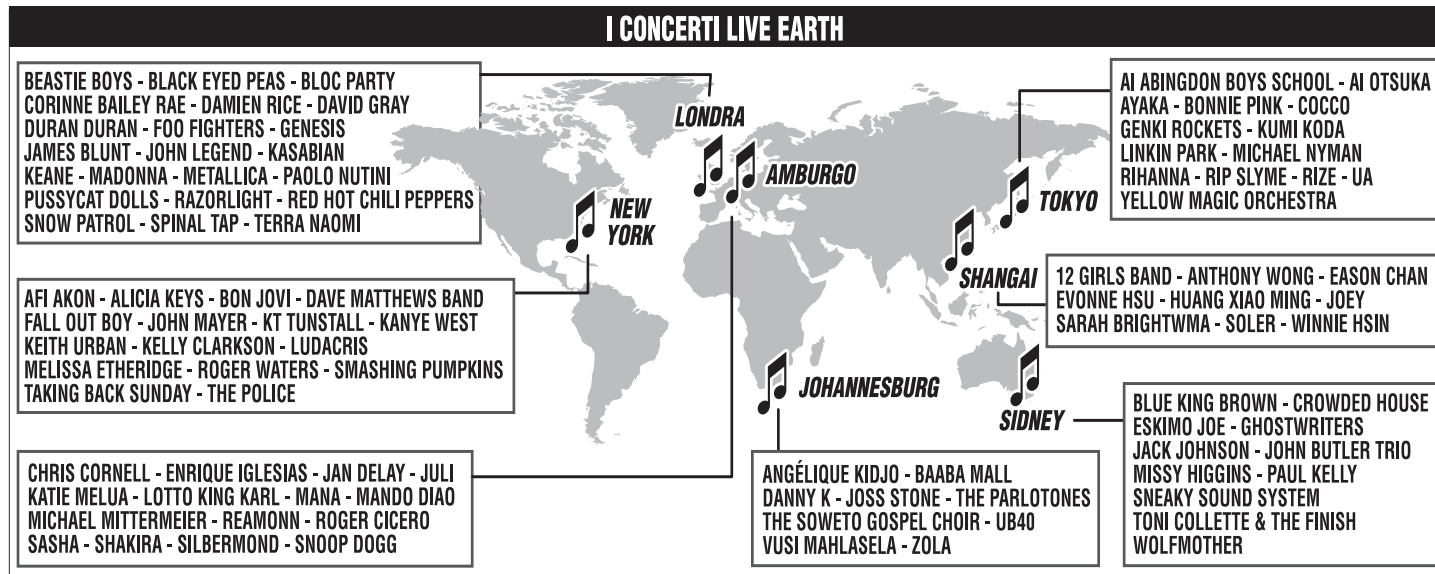 I CONCERTI LIVE EARTH
BEASTIE BOYS - BLACK EYED PEAS - BLOC PARTY
CORINNE BAILEY RAE - DAMIEN RICE - DAVID GRAY
DURAN DURAN - FOO FIGHTERS - GENESIS
JAMES BLUNT - JOHN LEGEND - KASABIAN
KEANE - MADONNA - METALLICA - PAOLO NUTINI
PUSSYCAT DOLLS - RAZORLIGHT - RED HOT CHILI PEPPERS
SNOW PATROL - SPINAL TAP - TERRA NAOMI
LONDRA
AMBURGO
NEW
YORK
TOKYO
SHANGAI
JOHANNESBURG
SIDNEY
AI ABINGDON BOYS SCHOOL - AI OTSUKA
AYAKA - BONNIE PINK - COCCO
GENKI ROCKETS - KUMI KODA
LINKIN PARK - MICHAEL NYMAN
RIHANNA - RIP SLYME - RIZE - UA
YELLOW MAGIC ORCHESTRA
AFI AKON - ALICIA KEYS - BON JOVI - DAVE MATTHEWS BAND
FALL OUT BOY - JOHN MAYER - KT TUNSTALL - KANYE WEST
KEITH URBAN - KELLY CLARKSON - LUDACRIS
MELISSA ETHERIDGE - ROGER WATERS - SMASHING PUMPKINS
TAKING BACK SUNDAY - THE POLICE
12 GIRLS BAND - ANTHONY WONG - EASON CHAN
EVONNE HSU - HUANG XIAO MING - JOEY
SARAH BRIGHTWMA - SOLER - WINNIE HSIN
CHRIS CORNELL - ENRIQUE IGLESIAS - JAN DELAY - JULI
KATIE MELUA - LOTTO KING KARL - MANA - MANDO DIAO
MICHAEL MITTERMEIER - REAMONN - ROGER CICERO
SASHA - SHAKIRA - SILBERMOND - SNOOP DOGG
ANGÉLIQUE KIDJO - BAABA MALL
DANNY K - JOSS STONE - THE PARLOTONES
THE SOWETO GOSPEL CHOIR - UB40
VUSI MAHLASELA - ZOLA
BLUE KING BROWN - CROWDED HOUSE
ESKIMO JOE - GHOSTWRITERS
JACK JOHNSON - JOHN BUTLER TRIO
MISSY HIGGINS - PAUL KELLY
SNEAKY SOUND SYSTEM
TONI COLLETTE & THE FINISH
WOLFMOTHER